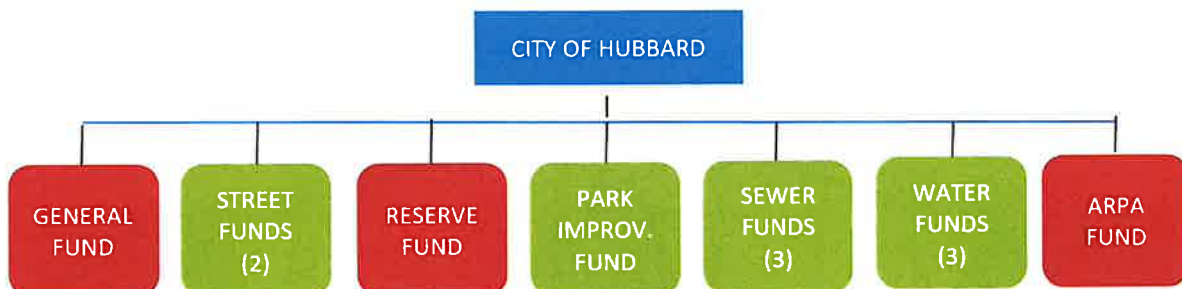 CITY OF HUBBARD
GENERAL
FUND
STREET
FUNDS
(2)
RESERVE
FUND
PARK
IMPROV.
FUND
SEWER
FUNDS
(3)
WATER
FUNDS
(3)
ARPA
FUND